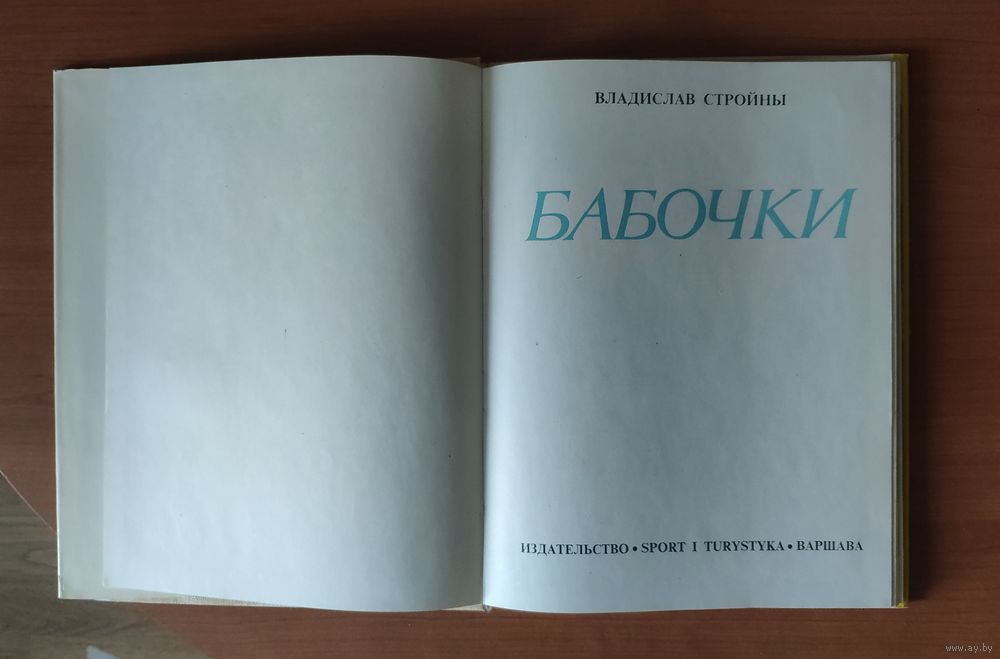 ВЛАДИСЛАВ СТРОЙНЫ
БАБОЧКИ
ИЗДАТЕЛЬСТВО • SPORT I TURYSTYKA • ВАРШАВА
www.ay.by